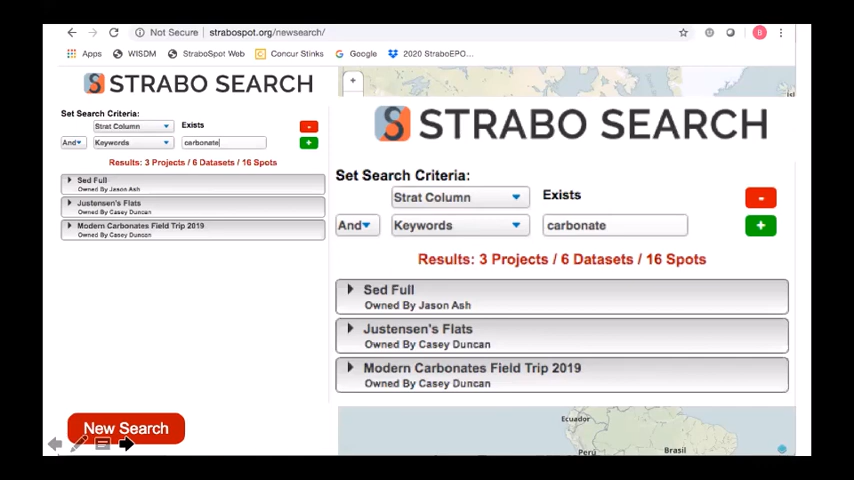 Not Secure | strabospot.org/newsearch/
B
Apps WISDM StraboSpot Web Concur Stinks Google 2020 StraboEPO...
STRABO SEARCH
Set Search Criteria:
Strat Column Exists -
And Keywords carbonate +
Results: 3 Projects / 6 Datasets / 16 Spots
Sed Full
Owned By Jason Ash
Justensen's Flats
Owned By Casey Duncan
Modern Carbonates Field Trip 2019
Owned By Casey Duncan
New Search
+
STRABO SEARCH
Set Search Criteria:
Strat Column Exists -
And Keywords carbonate +
Results: 3 Projects / 6 Datasets / 16 Spots
Sed Full
Owned By Jason Ash
Justensen's Flats
Owned By Casey Duncan
Modern Carbonates Field Trip 2019
Owned By Casey Duncan
Ecuador
Perú
Brasil